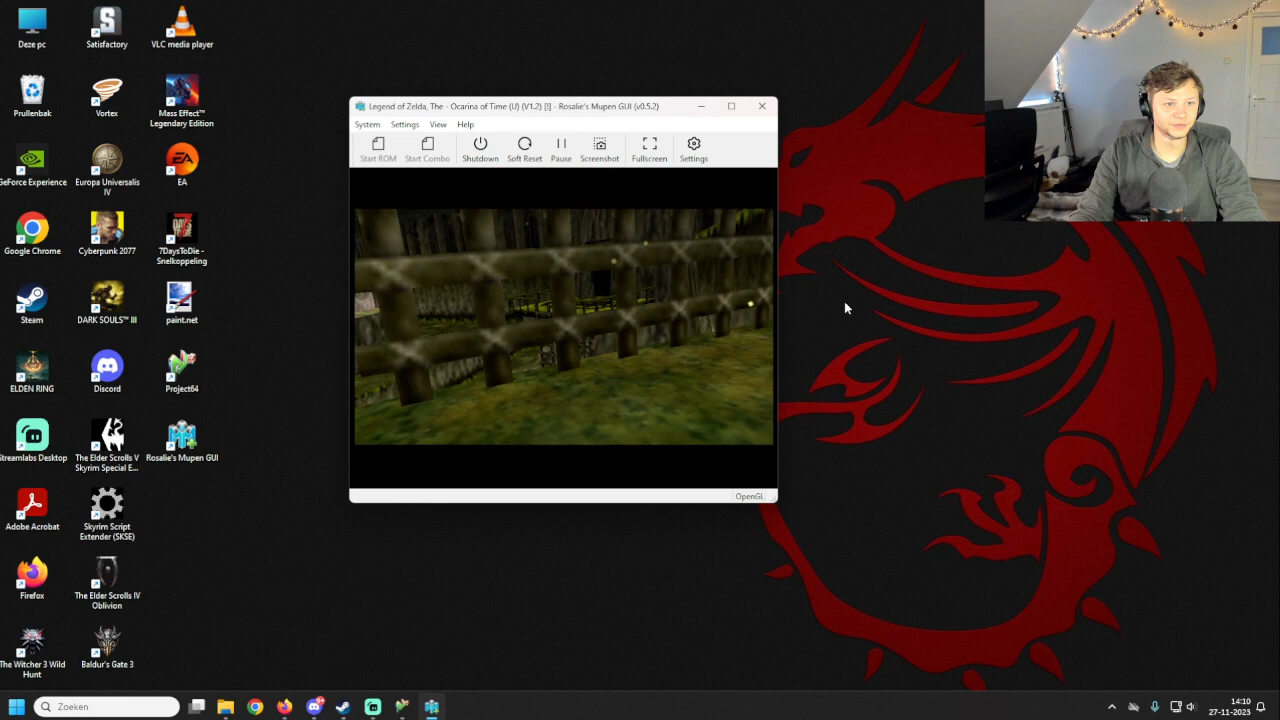 Deze pc
Satisfactory
VLC media player
Prullenbak
Vortex
Mass Effect™
Legendary Edition
GeForce Experience
Europa Universalis
IV
EA
Google Chrome
Cyberpunk 2077
7DaysToDie -
Snelkoppeling
Steam
DARK SOULS™ III
paint.net
ELDEN RING
Discord
Project64
Streamlabs Desktop
The Elder Scrolls V
Skyrim Special E...
Rosalie's Mupen GUI
Adobe Acrobat
Skyrim Script
Extender (SKSE)
Firefox
The Elder Scrolls IV
Oblivion
The Witcher 3 Wild
Hunt
Baldur's Gate 3
Legend of Zelda, The - Ocarina of Time (U) (V1.2) [!] - Rosalie's Mupen GUI (v0.5.2)
System Settings View Help
Start ROM Start Combo Shutdown Soft Reset Pause Screenshot Fullscreen Settings
OpenGL
Zoeken
14:10
27-11-2023